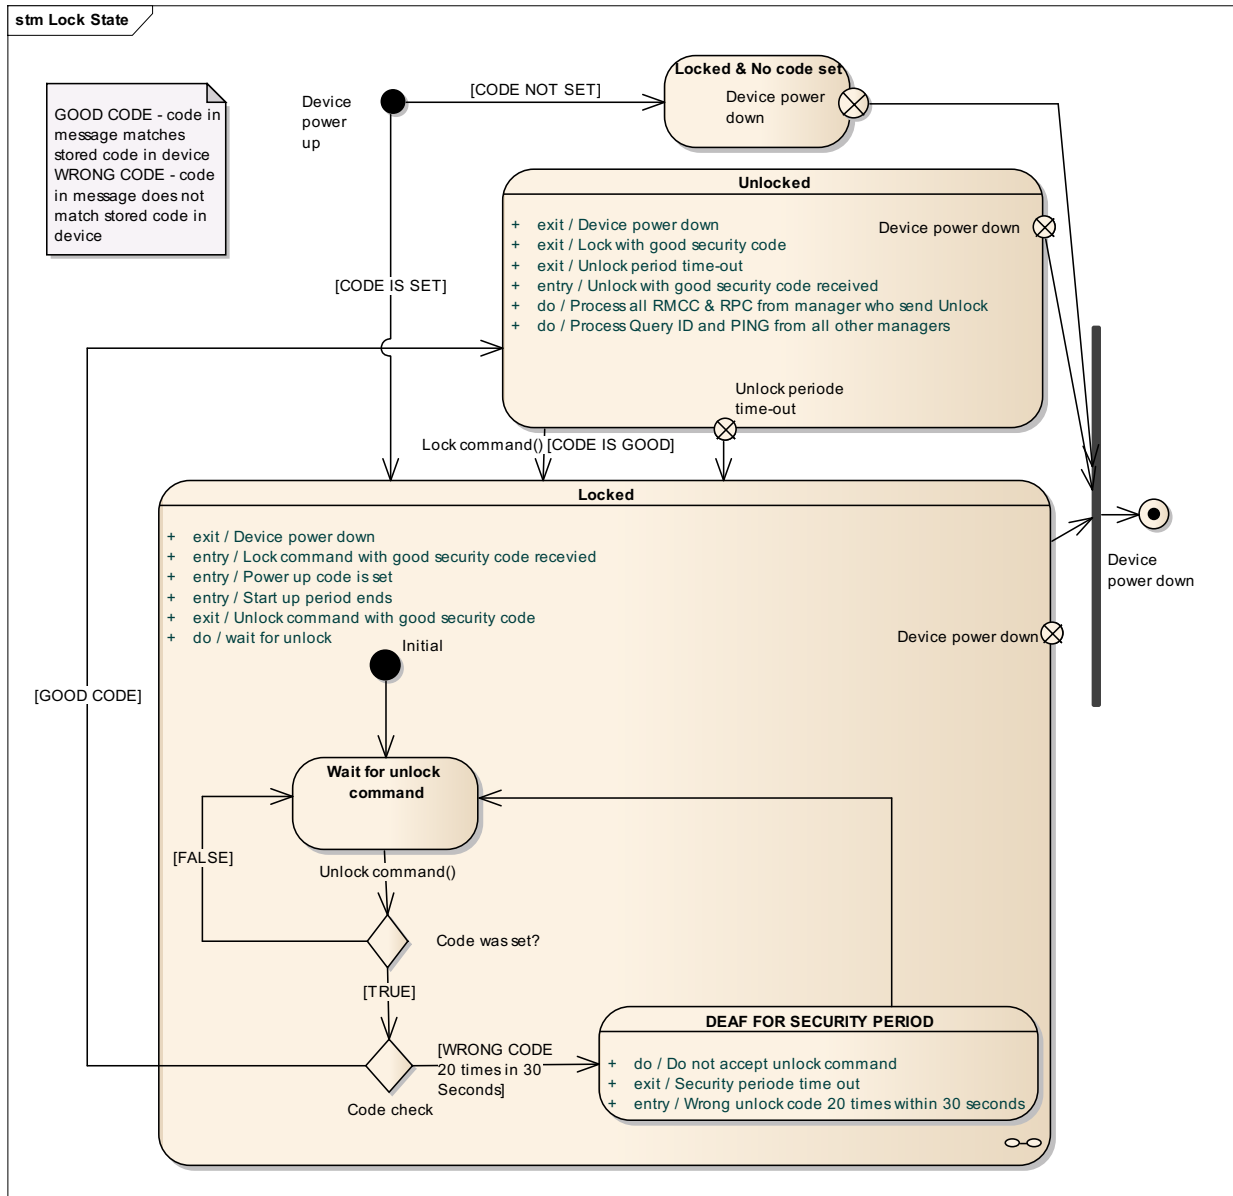 stm Lock State
GOOD CODE - code in
message matches
stored code in device
WRONG CODE - code
in message does not
match stored code in
device
Device
power
up
[CODE NOT SET]
Locked & No code set
Device power
down
[CODE IS SET]
Unlocked
+ exit / Device power down
+ exit / Lock with good security code
+ exit / Unlock period time-out
+ entry / Unlock with good security code received
+ do / Process all RMCC & RPC from manager who send Unlock
+ do / Process Query ID and PING from all other managers
Device power down
Unlock periode
time-out
Lock command() [CODE IS GOOD]
Locked
+ exit / Device power down
+ entry / Lock command with good security code recevied
+ entry / Power up code is set
+ entry / Start up period ends
+ exit / Unlock command with good security code
+ do / wait for unlock
Device
power down
Device power down
Initial
[GOOD CODE]
Wait for unlock
command
[FALSE]
Unlock command()
Code was set?
[TRUE]
[WRONG CODE
20 times in 30
Seconds]
Code check
DEAF FOR SECURITY PERIOD
+ do / Do not accept unlock command
+ exit / Security periode time out
+ entry / Wrong unlock code 20 times within 30 seconds